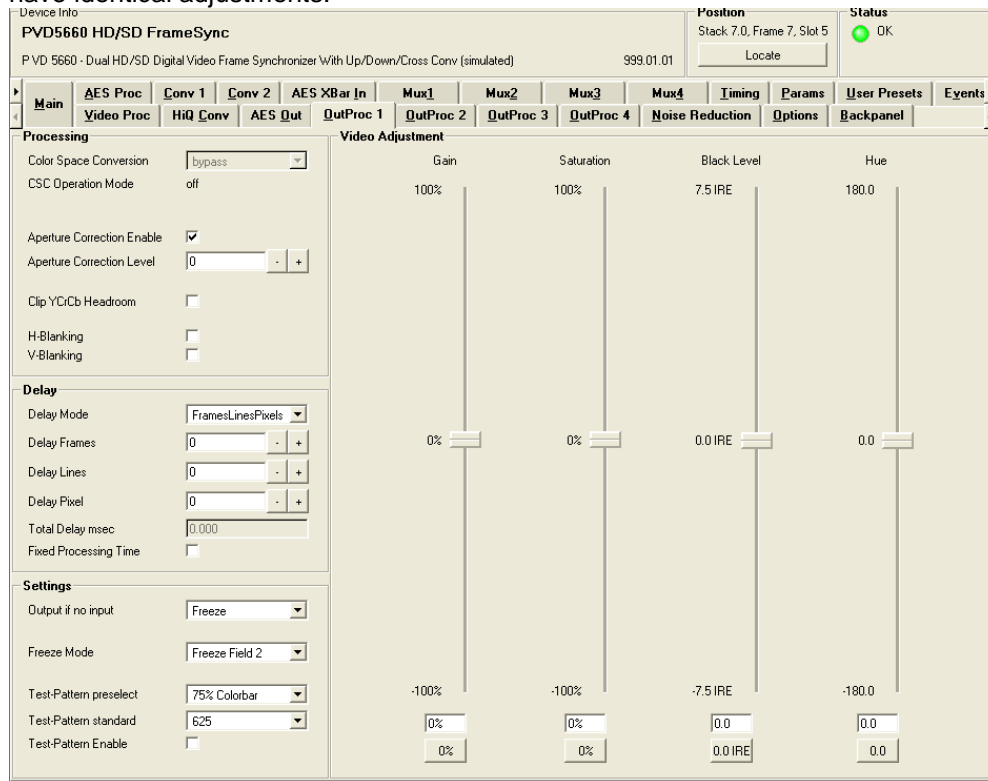 have identical adjustments.
Device Info
PVD5660 HD/SD FrameSync
P VD 5660 - Dual HD/SD Digital Video Frame Synchronizer With Up/Down/Cross Conv (simulated) 999.01.01
Position
Stack 7.0, Frame 7, Slot 5
Locate
Status
OK
Main
AES Proc Conv 1 Conv 2 AES XBar In Mux1 Mux2 Mux3 Mux4 Timing Params User Presets Events
Video Proc HiQ Conv AES Out OutProc 1 OutProc 2 OutProc 3 OutProc 4 Noise Reduction Options Backpanel
Processing
Color Space Conversion bypass
CSC Operation Mode off
Aperture Correction Enable
Aperture Correction Level 0 - +
Clip YCrCb Headroom
H-Blanking
V-Blanking
Delay
Delay Mode FramesLinesPixels
Delay Frames 0 - +
Delay Lines 0 - +
Delay Pixel 0 - +
Total Delay msec 0.000
Fixed Processing Time
Settings
Output if no input Freeze
Freeze Mode Freeze Field 2
Test-Pattern preselect 75% Colorbar
Test-Pattern standard 625
Test-Pattern Enable
Video Adjustment
Gain Saturation Black Level Hue
100% 100% 7.5 IRE 180.0
0% 0% 0.0 IRE 0.0
-100% -100% -7.5 IRE -180.0
0% 0% 0.0 0.0
0% 0% 0.0 IRE 0.0